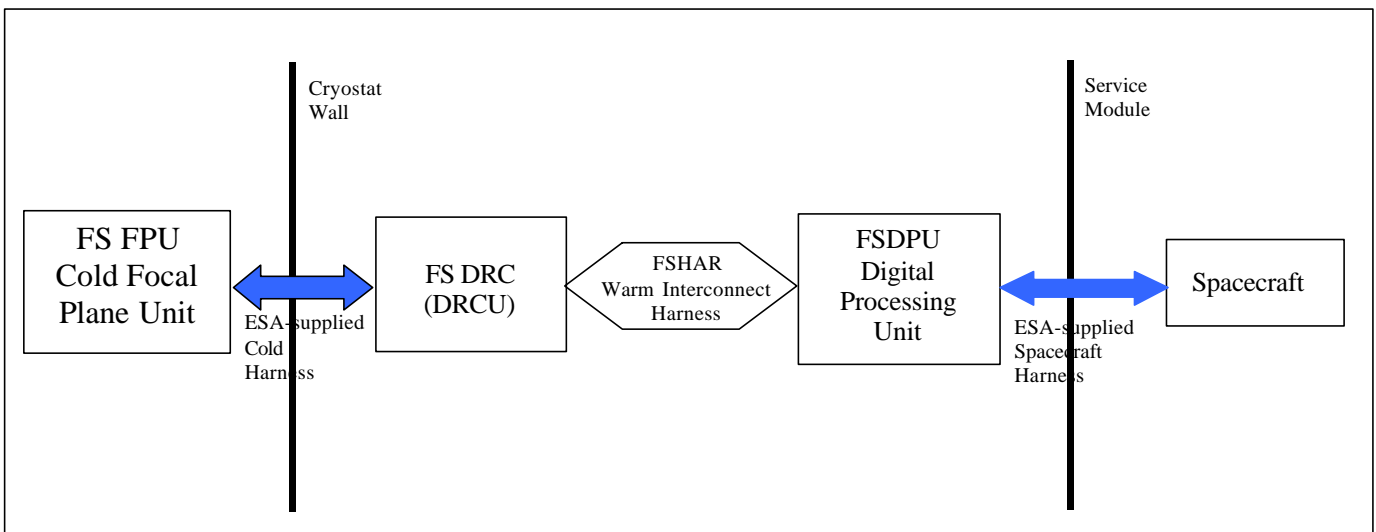 Cryostat
Wall
Service
Module
FS FPU
Cold Focal
Plane Unit
ESA-supplied
Cold
Harness
FS DRC
(DRCU)
FSHAR
Warm Interconnect
Harness
FSDPU
Digital
Processing
Unit
ESA-supplied
Spacecraft
Harness
Spacecraft